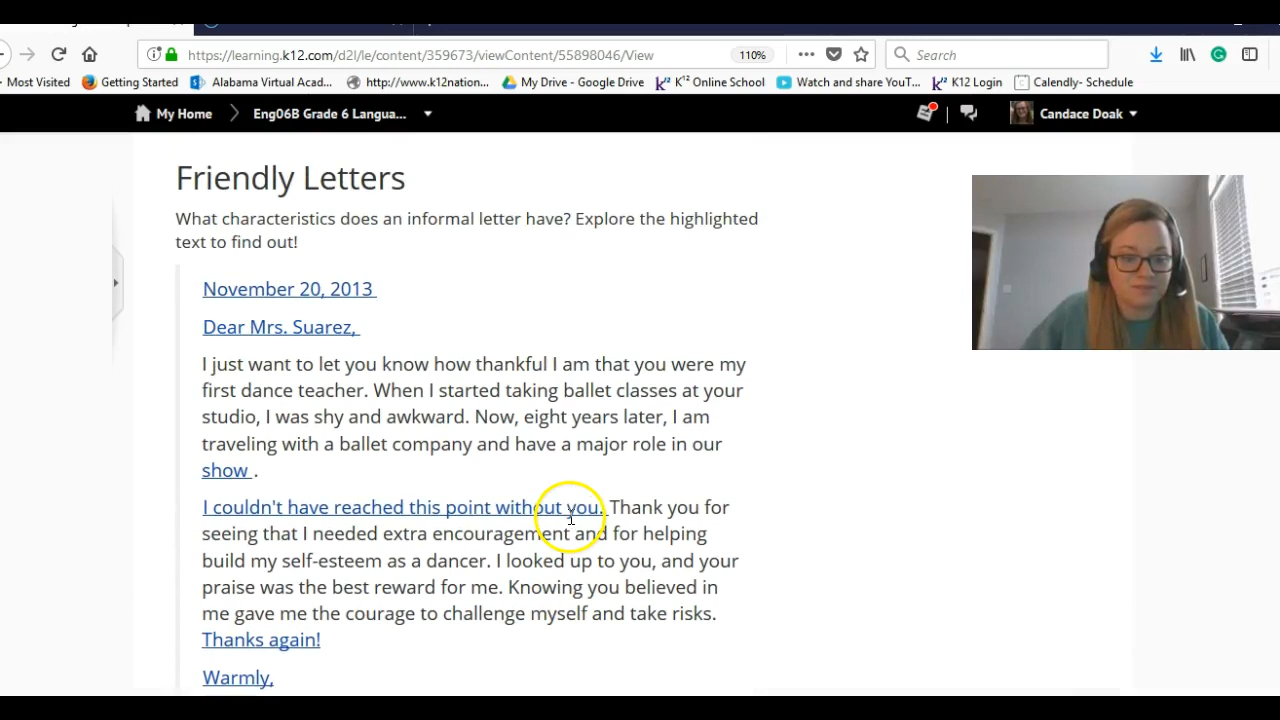 https://learning.k12.com/d2l/le/content/359673/viewContent/55898046/View
110%
Search
Most Visited
Getting Started
Alabama Virtual Acad...
http://www.k12nation...
My Drive - Google Drive
K¹² Online School
Watch and share YouT...
K12 Login
Calendly- Schedule
My Home
Eng06B Grade 6 Langua...
Candace Doak
Friendly Letters
What characteristics does an informal letter have? Explore the highlighted
text to find out!
November 20, 2013
Dear Mrs. Suarez,
I just want to let you know how thankful I am that you were my
first dance teacher. When I started taking ballet classes at your
studio, I was shy and awkward. Now, eight years later, I am
traveling with a ballet company and have a major role in our
show .
I couldn't have reached this point without you. Thank you for
seeing that I needed extra encouragement and for helping
build my self-esteem as a dancer. I looked up to you, and your
praise was the best reward for me. Knowing you believed in
me gave me the courage to challenge myself and take risks.
Thanks again!
Warmly,